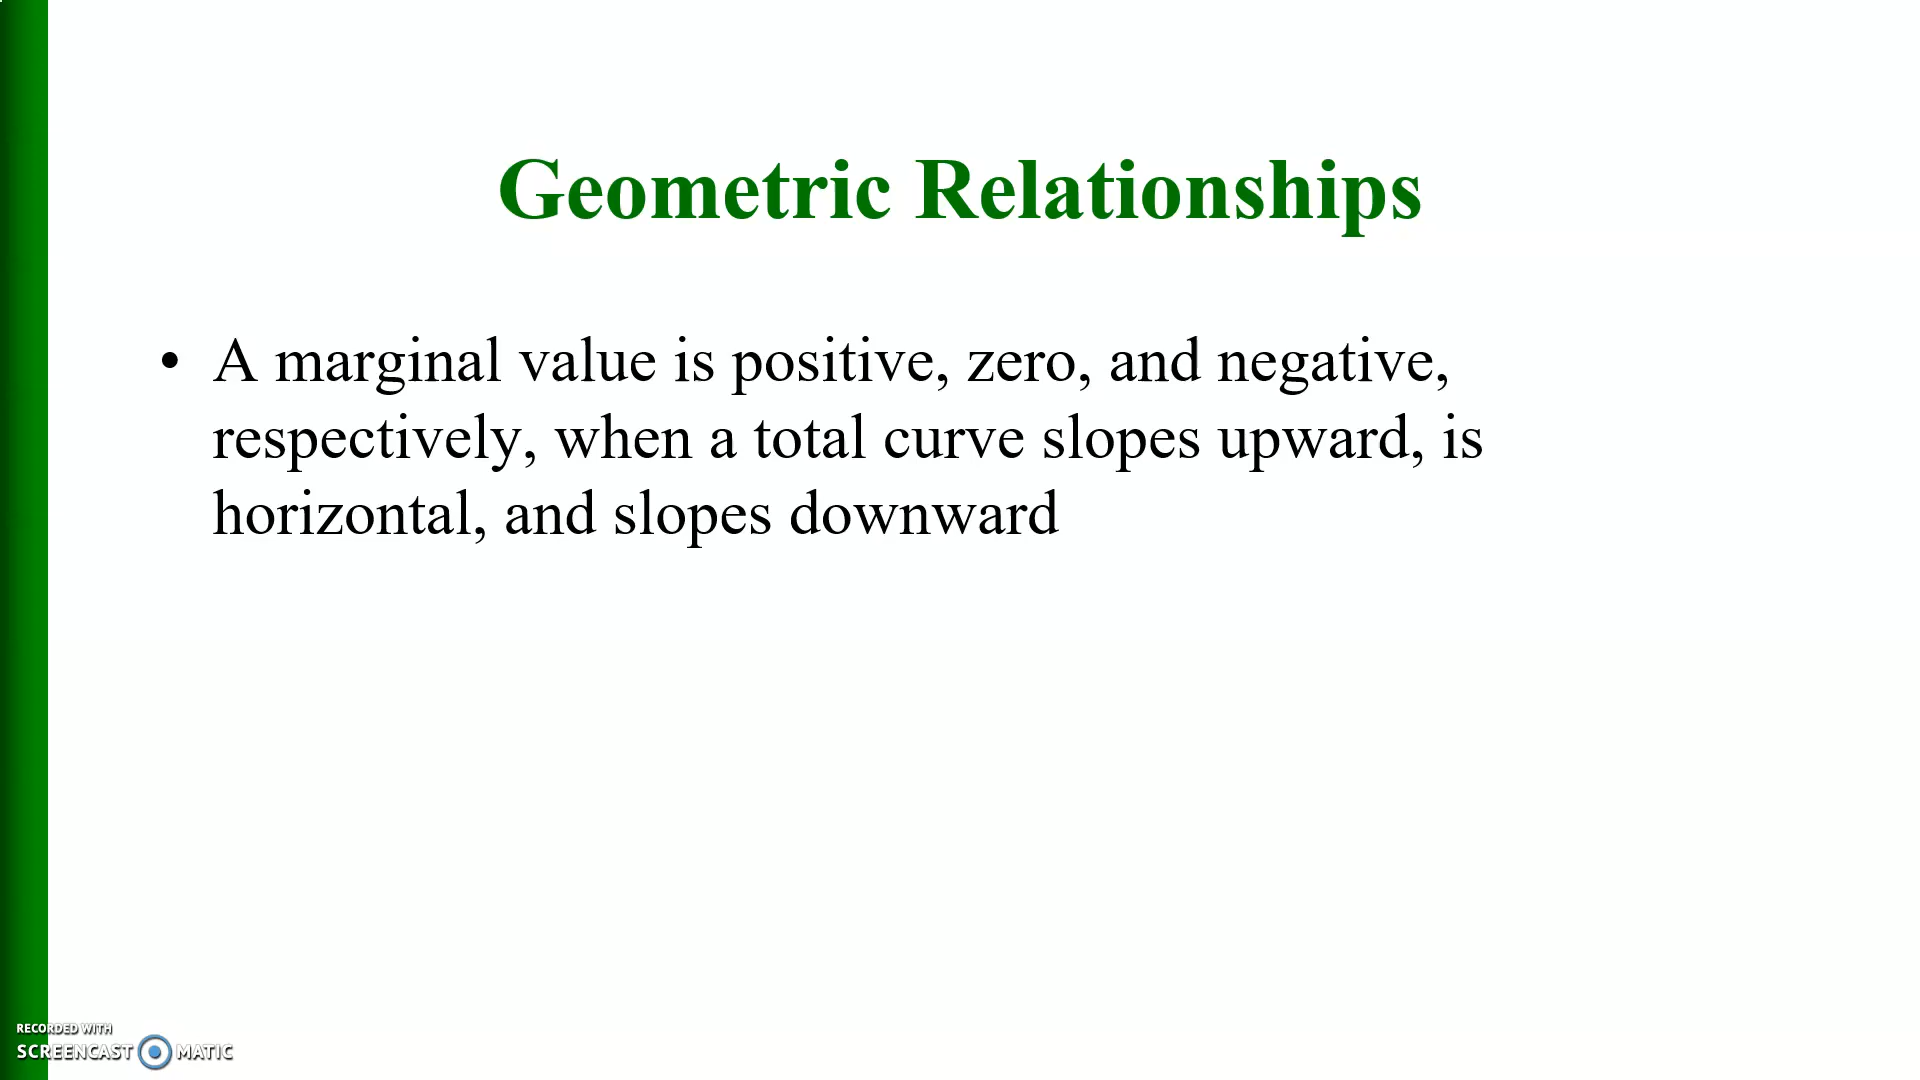 Geometric Relationships
• A marginal value is positive, zero, and negative,
respectively, when a total curve slopes upward, is
horizontal, and slopes downward
RECORDED WITH
SCREENCAST MATIC